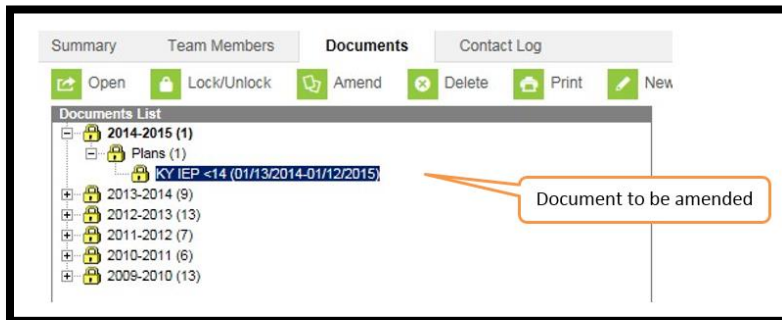 Summary Team Members Documents Contact Log
Open Lock/Unlock Amend Delete Print New
Documents List
2014-2015 (1)
Plans (1)
KY IEP <14 (01/13/2014-01/12/2015)
2013-2014 (9)
Document to be amended
2012-2013 (13)
2011-2012 (7)
2010-2011 (6)
2009-2010 (13)